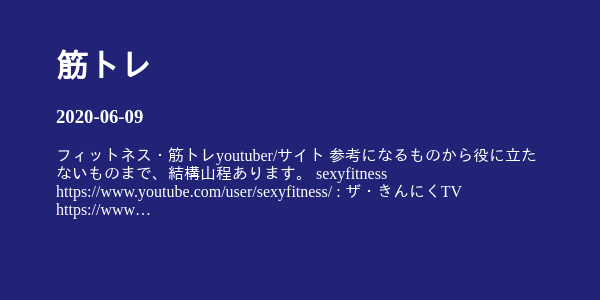 筋トレ
2020-06-09
フィットネス・筋トレyoutuber/サイト 参考になるものから役に立た
ないものまで、結構山程あります。 sexyfitness
https://www.youtube.com/user/sexyfitness/ : ザ・きんにくTV
https://www…